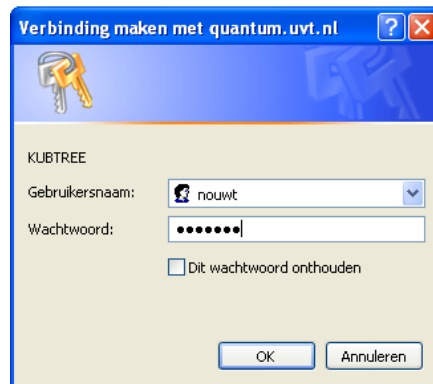 Verbinding maken met quantum.uvt.nl
KUBTREE
Gebruikersnaam: nouwt
Wachtwoord: •••••••
Dit wachtwoord onthouden
OK Annuleren